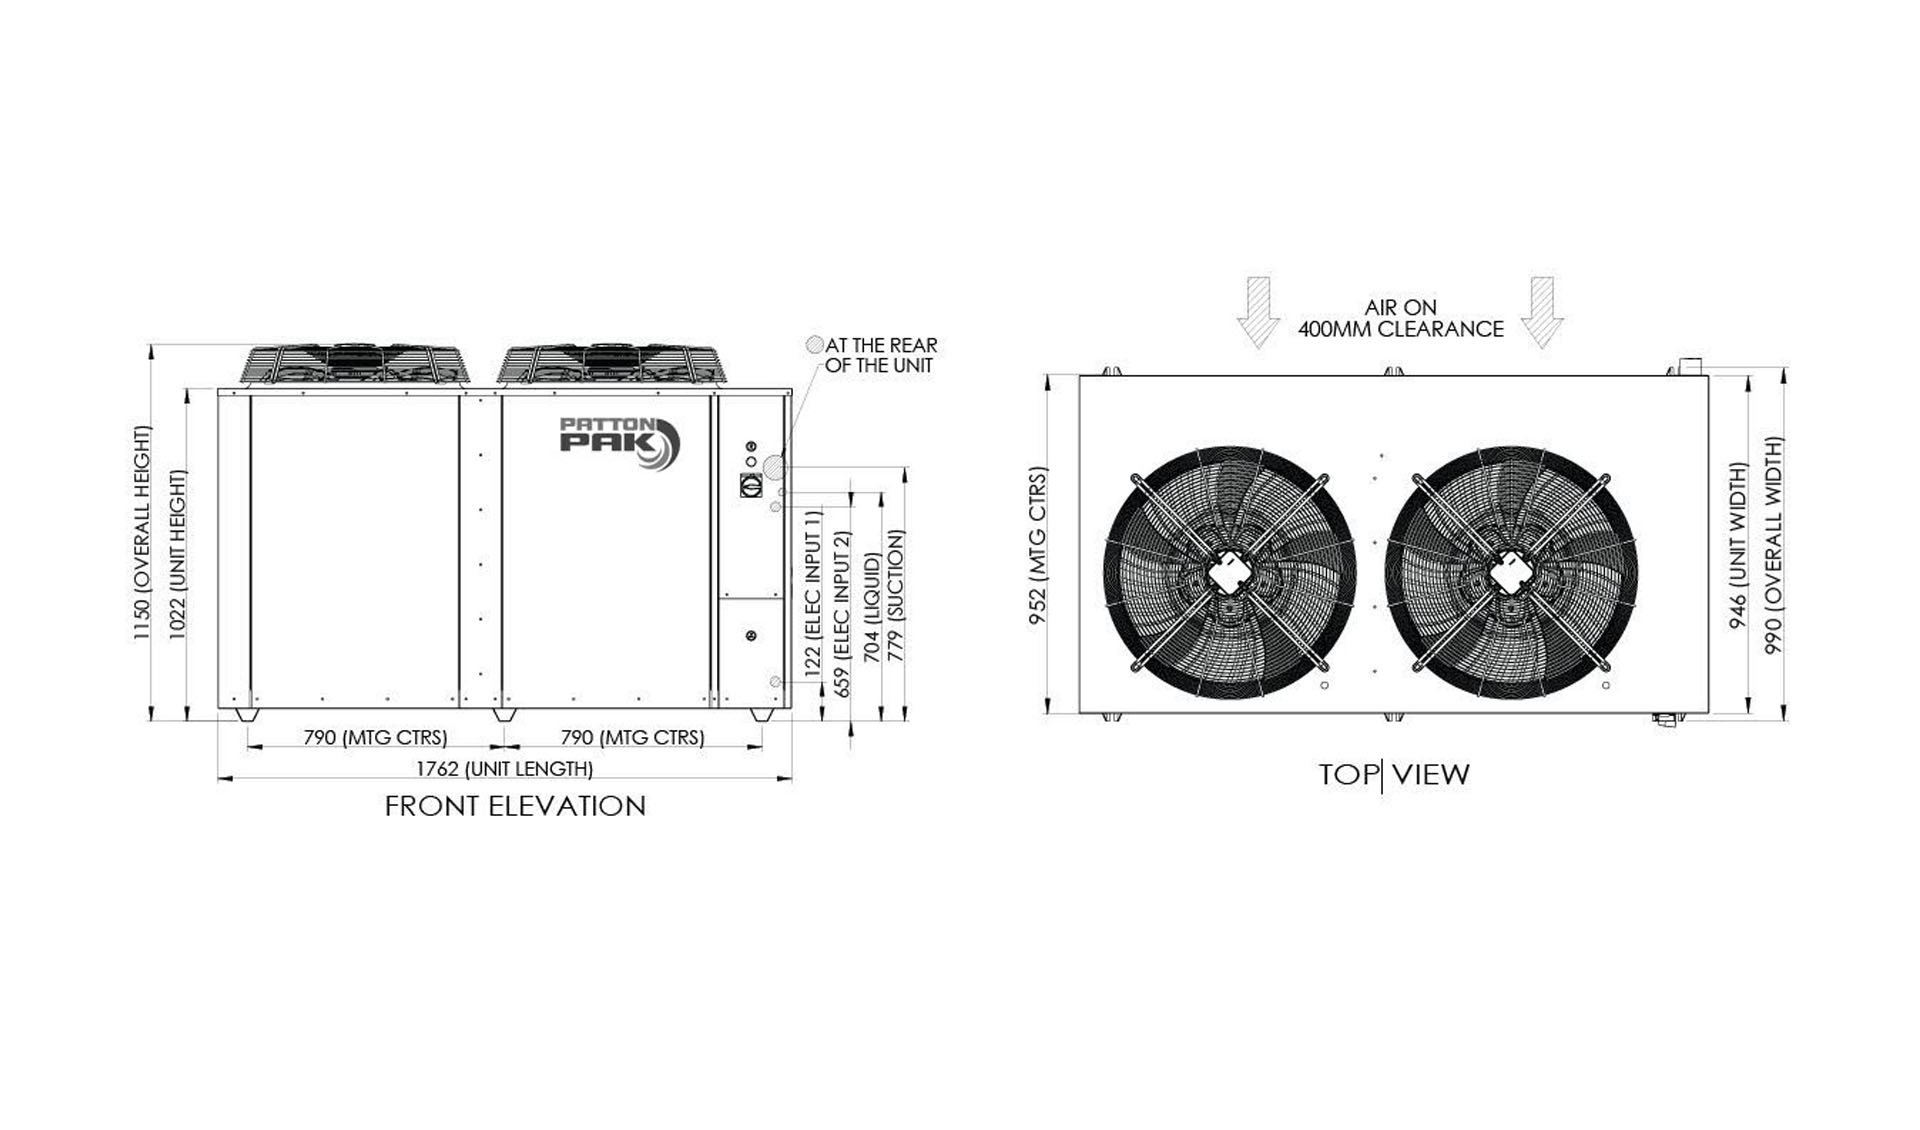 AT THE REAR
OF THE UNIT
PATTON
PAK
1150 (OVERALL HEIGHT)
1022 (UNIT HEIGHT)
122 (ELEC INPUT 1)
659 (ELEC INPUT 2)
704 (LIQUID)
779 (SUCTION)
790 (MTG CTRS)
790 (MTG CTRS)
1762 (UNIT LENGTH)
FRONT ELEVATION
AIR ON
400MM CLEARANCE
952 (MTG CTRS)
946 (UNIT WIDTH)
990 (OVERALL WIDTH)
TOP VIEW